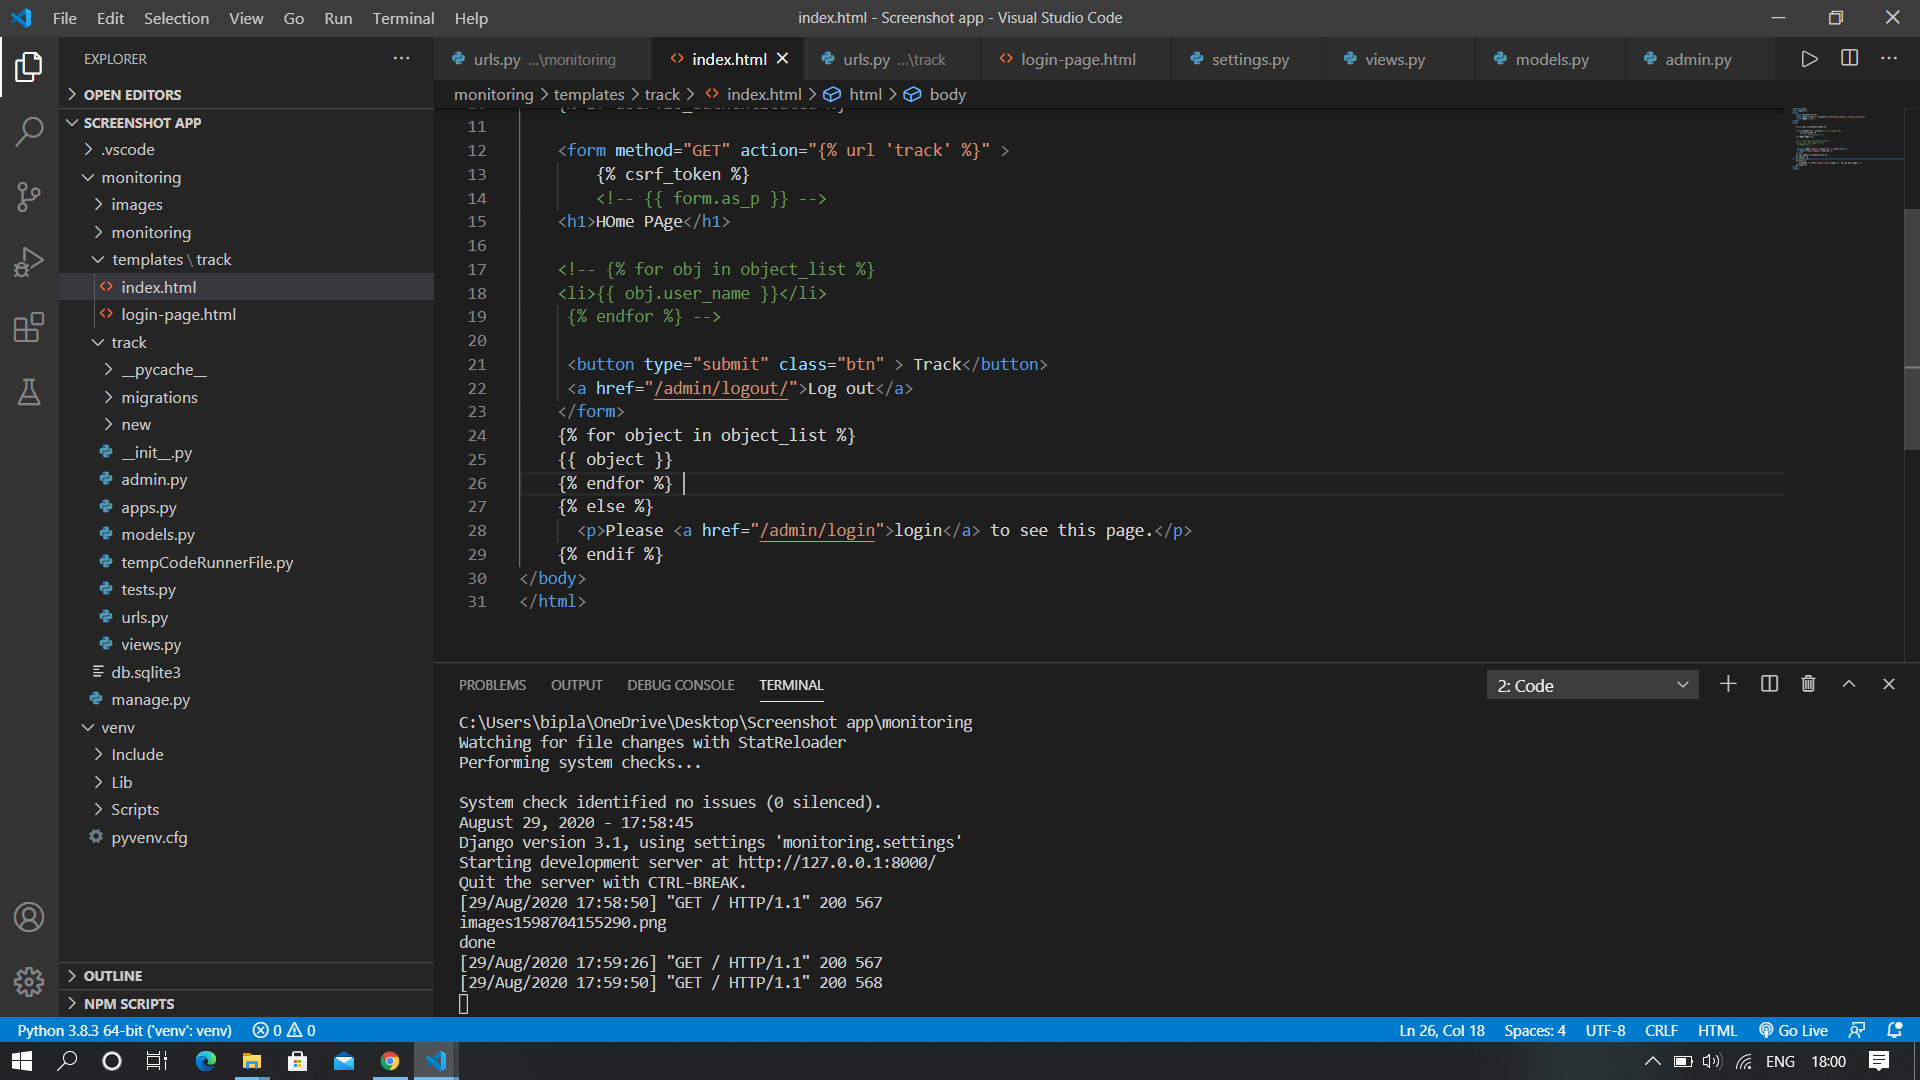 File Edit Selection View Go Run Terminal Help
index.html - Screenshot app - Visual Studio Code
EXPLORER
OPEN EDITORS
SCREENSHOT APP
.vscode
monitoring
images
monitoring
templates \ track
index.html
login-page.html
track
__pycache__
migrations
new
__init__.py
admin.py
apps.py
models.py
tempCodeRunnerFile.py
tests.py
urls.py
views.py
db.sqlite3
manage.py
venv
Include
Lib
Scripts
pyvenv.cfg
OUTLINE
NPM SCRIPTS
urls.py ...\monitoring index.html urls.py ...\track login-page.html settings.py views.py models.py admin.py
monitoring > templates > track > index.html > html > body
11
12 <form method="GET" action="{% url 'track' %}" >
13 {% csrf_token %}
14 <!-- {{ form.as_p }} -->
15 <h1>HOme PAge</h1>
16
17 <!-- {% for obj in object_list %}
18 <li>{{ obj.user_name }}</li>
19 {% endfor %} -->
20
21 <button type="submit" class="btn" > Track</button>
22 <a href="/admin/logout/">Log out</a>
23 </form>
24 {% for object in object_list %}
25 {{ object }}
26 {% endfor %}
27 {% else %}
28 <p>Please <a href="/admin/login">login</a> to see this page.</p>
29 {% endif %}
30 </body>
31 </html>
PROBLEMS OUTPUT DEBUG CONSOLE TERMINAL
2: Code
C:\Users\bipla\OneDrive\Desktop\Screenshot app\monitoring
Watching for file changes with StatReloader
Performing system checks...
System check identified no issues (0 silenced).
August 29, 2020 - 17:58:45
Django version 3.1, using settings 'monitoring.settings'
Starting development server at http://127.0.0.1:8000/
Quit the server with CTRL-BREAK.
[29/Aug/2020 17:58:50] "GET / HTTP/1.1" 200 567
images1598704155290.png
done
[29/Aug/2020 17:59:26] "GET / HTTP/1.1" 200 567
[29/Aug/2020 17:59:50] "GET / HTTP/1.1" 200 568
Python 3.8.3 64-bit ('venv': venv) 0 0
Ln 26, Col 18 Spaces: 4 UTF-8 CRLF HTML Go Live
ENG 18:00